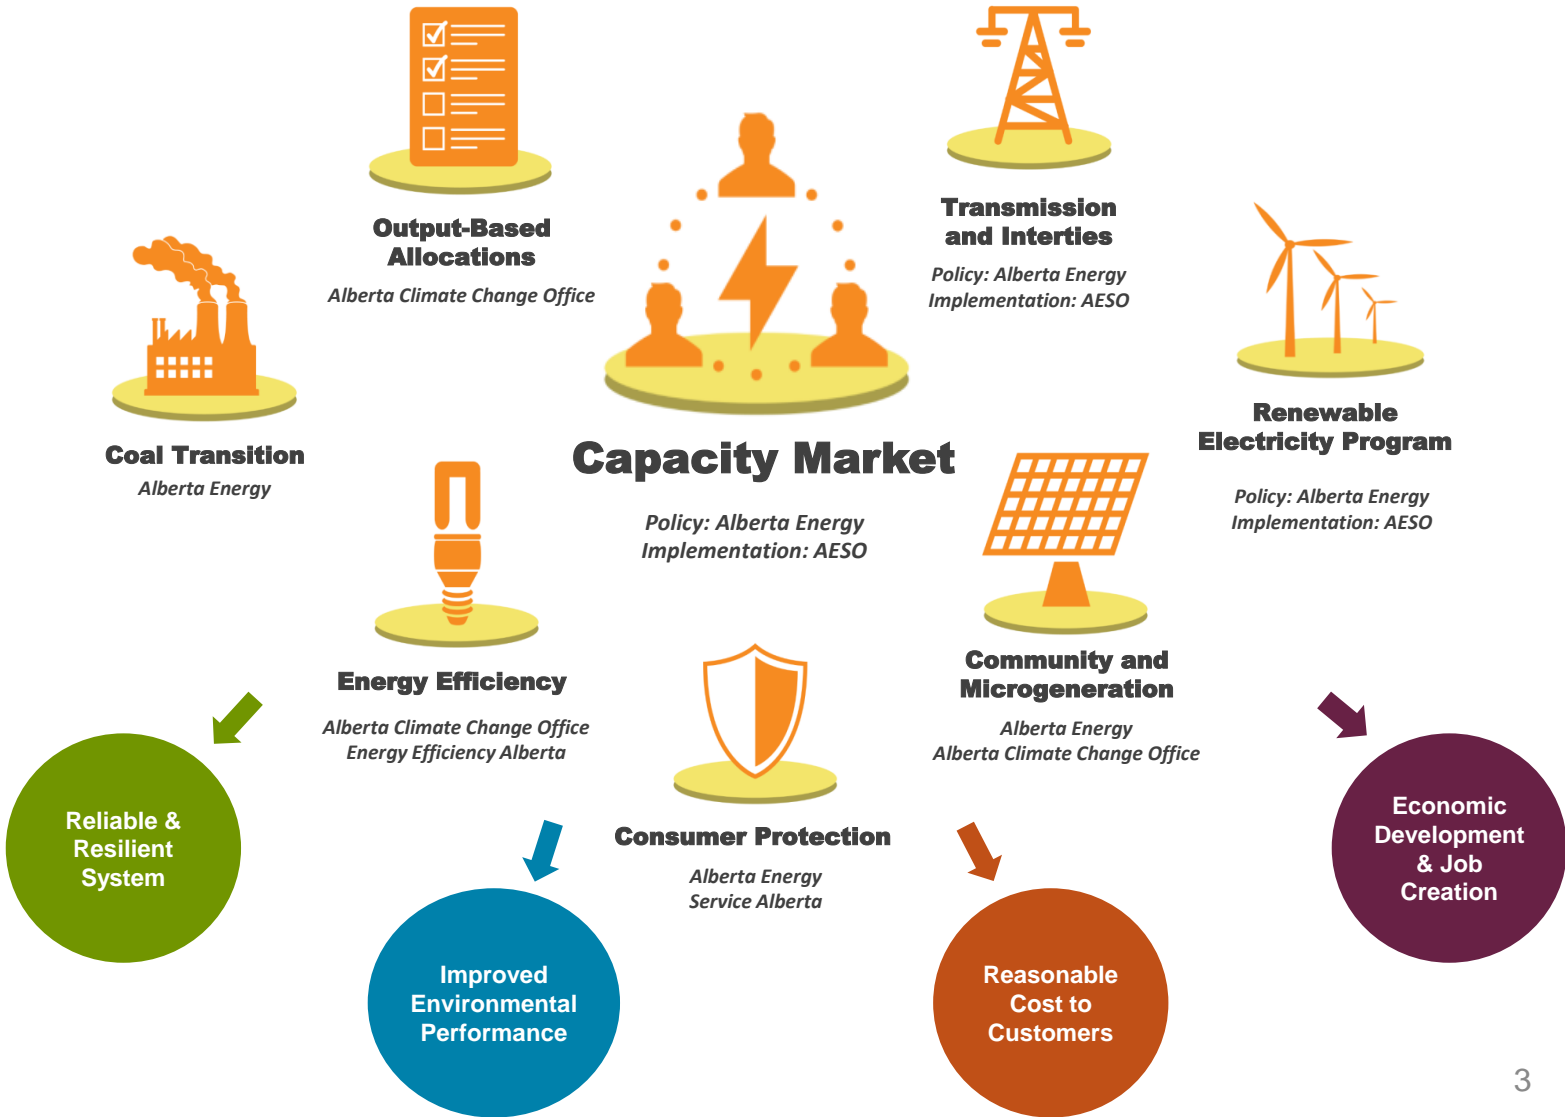 Output-Based
Allocations
Alberta Climate Change Office
Transmission
and Interties
Policy: Alberta Energy
Implementation: AESO
Coal Transition
Alberta Energy
Capacity Market
Policy: Alberta Energy
Implementation: AESO
Renewable
Electricity Program
Policy: Alberta Energy
Implementation: AESO
Energy Efficiency
Alberta Climate Change Office
Energy Efficiency Alberta
Community and
Microgeneration
Alberta Energy
Alberta Climate Change Office
Consumer Protection
Alberta Energy
Service Alberta
Reliable &
Resilient
System
Improved
Environmental
Performance
Reasonable
Cost to
Customers
Economic
Development
& Job
Creation
3